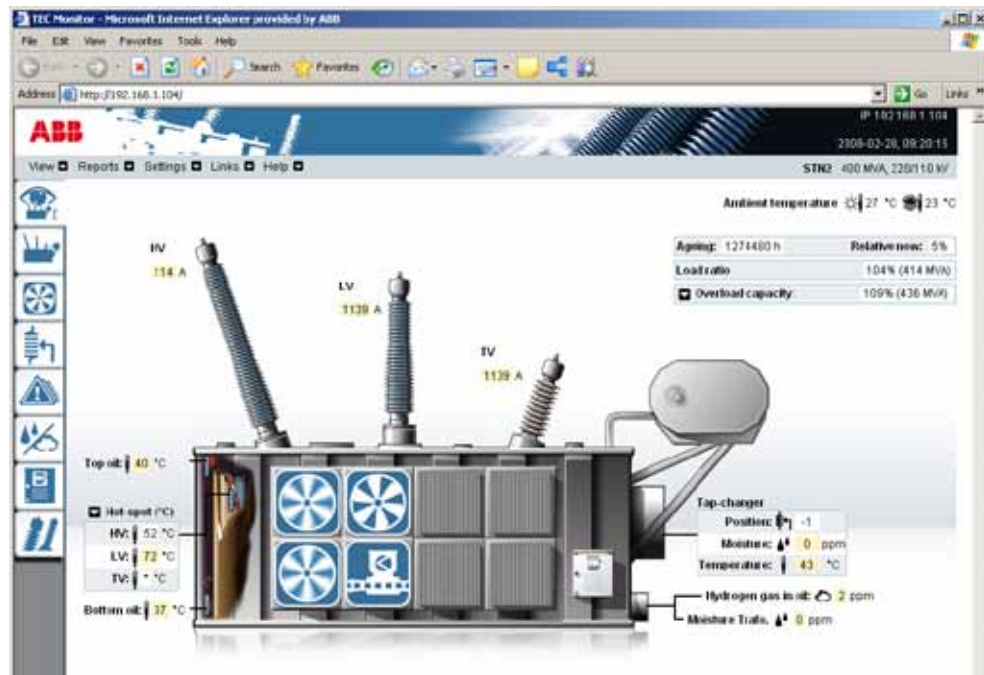 TEC Monitor - Microsoft Internet Explorer provided by ABB
File Edit View Favorites Tools Help
Search Favorites
Address http://192.168.1.104/ Go Links
ABB
IP 192 168 1 104
2008-02-28, 09:20:15
View Reports Settings Links Help
STN2 400 MVA, 220/110 kV
Ambient temperature 27 °C 23 °C
Ageing: 1274480 h Relative now: 5%
Load ratio 104% (414 MVA)
Overload capacity: 109% (436 MVA)
HV
114 A
LV
1139 A
TV
1139 A
Top oil: 40 °C
Hot-spot (°C)
HV: 52 °C
LV: 72 °C
TV: * °C
Bottom oil: 37 °C
Tap-changer
Position: -1
Moisture: 0 ppm
Temperature: 43 °C
Hydrogen gas in oil: 2 ppm
Moisture Trafo. 0 ppm